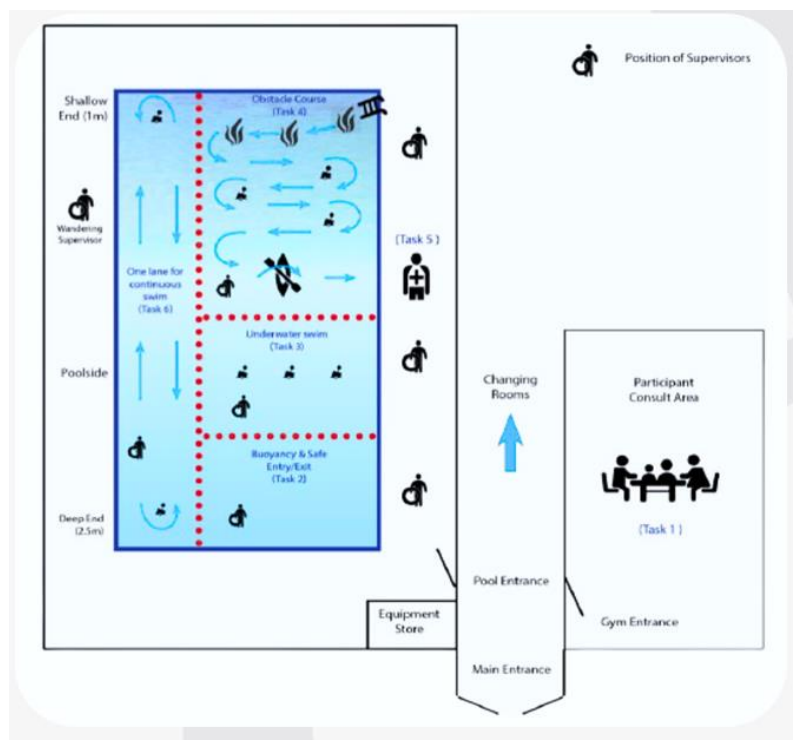 Position of Supervisors
Shallow
End (1m)
Obstacle Course
(Task 4)
Wandering
Supervisor
(Task 5)
One lane for
continuous
swim
(Task 6)
Underwater swim
(Task 3)
Poolside
Changing
Rooms
Participant
Consult Area
Buoyancy & Safe
Entry/Exit
(Task 2)
Deep End
(2.5m)
(Task 1)
Pool Entrance
Equipment
Store
Gym Entrance
Main Entrance